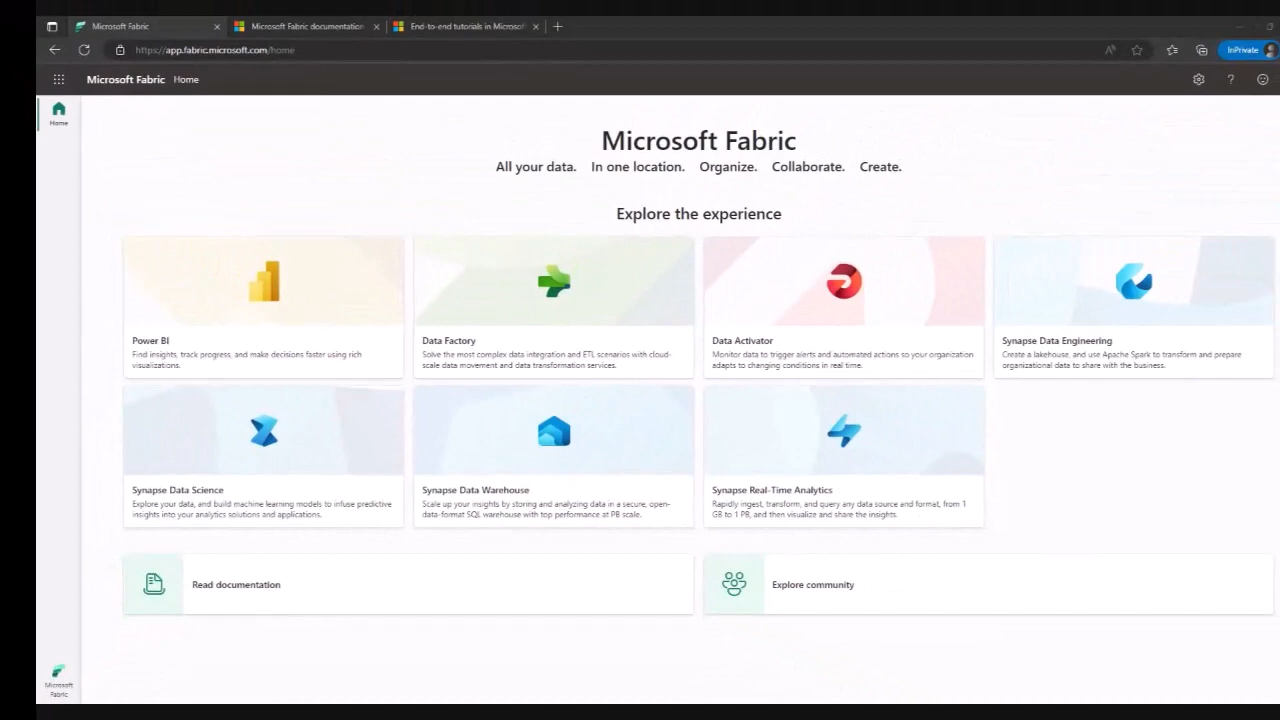 Microsoft Fabric
Microsoft Fabric documentation
End-to-end tutorials in Microsof
https://app.fabric.microsoft.com/home
InPrivate
Microsoft Fabric Home
Home
Microsoft Fabric
All your data. In one location. Organize. Collaborate. Create.
Explore the experience
Power BI
Find insights, track progress, and make decisions faster using rich
visualizations.
Data Factory
Solve the most complex data integration and ETL scenarios with cloud-
scale data movement and data transformation services.
Data Activator
Monitor data to trigger alerts and automated actions so your organization
adapts to changing conditions in real time.
Synapse Data Engineering
Create a lakehouse, and use Apache Spark to transform and prepare
organizational data to share with the business.
Synapse Data Science
Explore your data, and build machine learning models to infuse predictive
insights into your analytics solutions and applications.
Synapse Data Warehouse
Scale up your insights by storing and analyzing data in a secure, open-
data-format SQL warehouse with top performance at PB scale.
Synapse Real-Time Analytics
Rapidly ingest, transform, and query any data source and format, from 1
GB to 1 PB, and then visualize and share the insights.
Read documentation
Explore community
Microsoft
Fabric